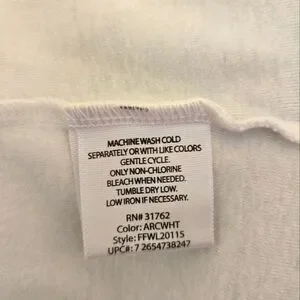 MACHINE WASH COLD
SEPARATELY OR WITH LIKE COLORS
GENTLE CYCLE.
ONLY NON-CHLORINE
BLEACH WHEN NEEDED.
TUMBLE DRY LOW.
LOW IRON IF NECESSARY.
RN# 31762
Color: ARCWHT
Style: FFWL20115
UPC#: 7 2654738247